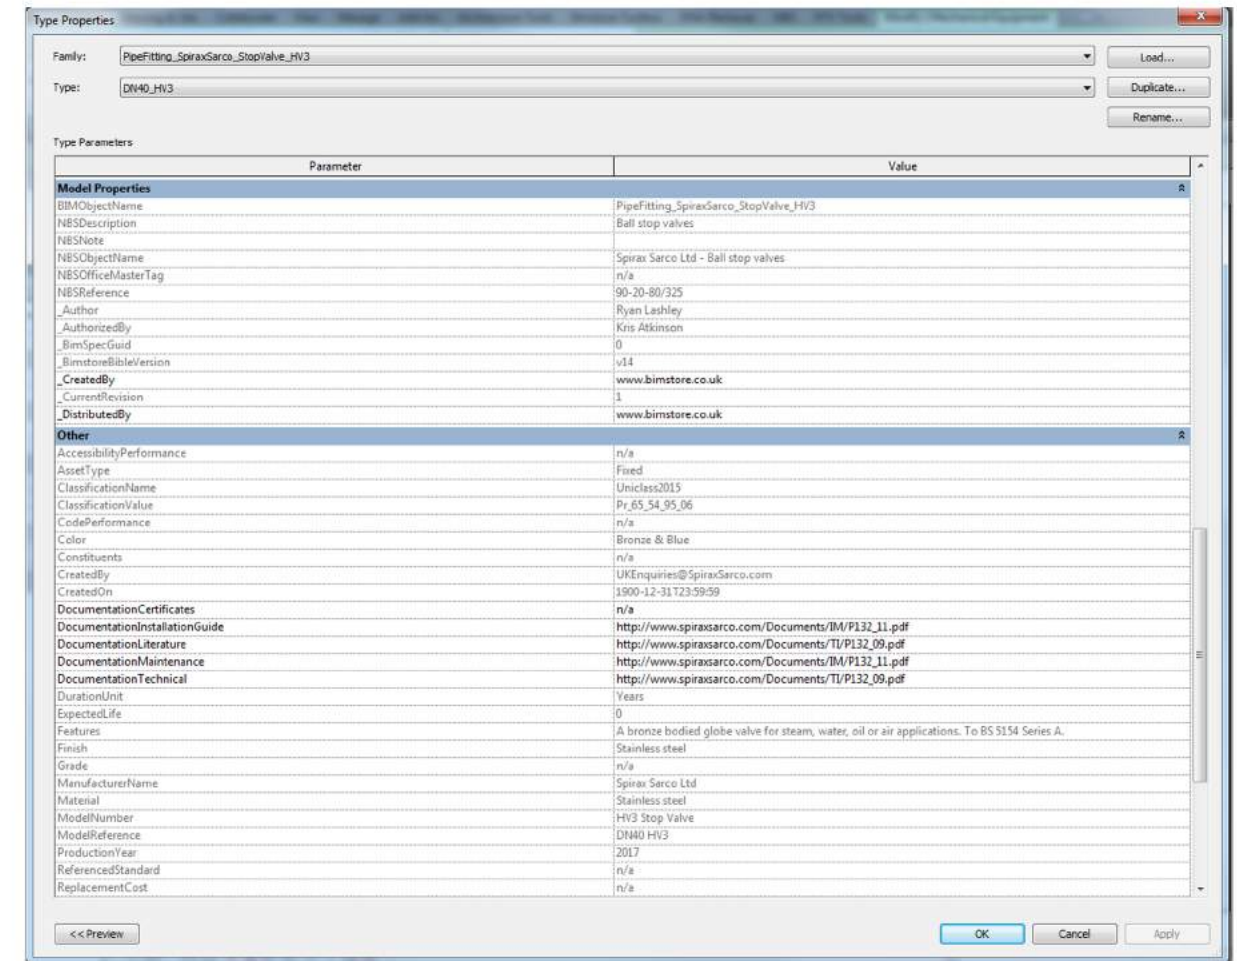 Type Properties
Family: PipeFitting_SpiraxSarco_StopValve_HV3 Load...
Type: DN40_HV3 Duplicate...
Rename...
Type Parameters
Parameter Value
Model Properties
BIMObjectName PipeFitting_SpiraxSarco_StopValve_HV3
NBSDescription Ball stop valves
NBSNote
NBSObjectName Spirax Sarco Ltd - Ball stop valves
NBSOfficeMasterTag n/a
NBSReference 90-20-80/325
_Author Ryan Lashley
_AuthorizedBy Kris Atkinson
_BimSpecGuid 0
_BimstoreBibleVersion v14
_CreatedBy www.bimstore.co.uk
_CurrentRevision 1
_DistributedBy www.bimstore.co.uk
Other
AccessibilityPerformance n/a
AssetType Fixed
ClassificationName Uniclass2015
ClassificationValue Pr_65_54_95_06
CodePerformance n/a
Color Bronze & Blue
Constituents n/a
CreatedBy UKEnquiries@SpiraxSarco.com
CreatedOn 1900-12-31T23:59:59
DocumentationCertificates n/a
DocumentationInstallationGuide http://www.spiraxsarco.com/Documents/IM/P132_11.pdf
DocumentationLiterature http://www.spiraxsarco.com/Documents/TI/P132_09.pdf
DocumentationMaintenance http://www.spiraxsarco.com/Documents/IM/P132_11.pdf
DocumentationTechnical http://www.spiraxsarco.com/Documents/TI/P132_09.pdf
DurationUnit Years
ExpectedLife 0
Features A bronze bodied globe valve for steam, water, oil or air applications. To BS 5154 Series A.
Finish Stainless steel
Grade n/a
ManufacturerName Spirax Sarco Ltd
Material Stainless steel
ModelNumber HV3 Stop Valve
ModelReference DN40 HV3
ProductionYear 2017
ReferencedStandard n/a
ReplacementCost n/a
<< Preview OK Cancel Apply